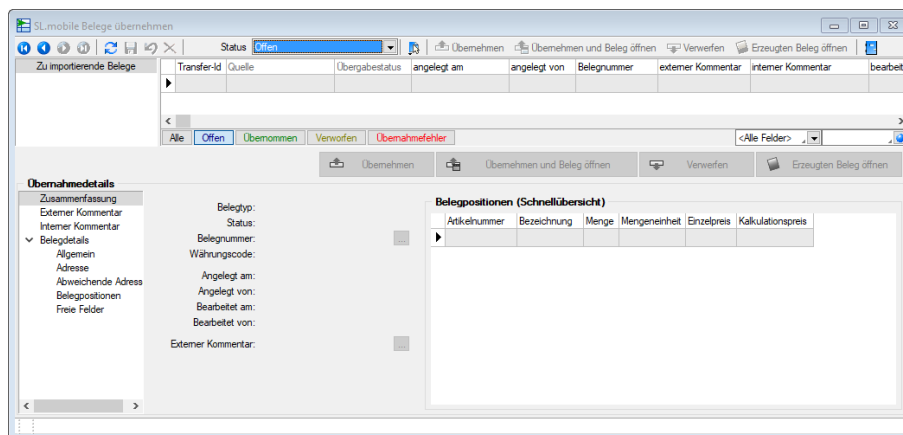 SL.mobile Belege übernehmen
Status Offen Übernehmen Übernehmen und Beleg öffnen Verwerfen Erzeugten Beleg öffnen
Zu importierende Belege
Transfer-Id Quelle Übergabestatus angelegt am angelegt von Belegnummer externer Kommentar interner Kommentar bearbeit
Alle Offen Übernommen Verworfen Übernahmefehler <Alle Felder>
Übernehmen Übernehmen und Beleg öffnen Verwerfen Erzeugten Beleg öffnen
Übernahmedetails
Zusammenfassung
Externer Kommentar
Interner Kommentar
Belegdetails
Allgemein
Adresse
Abweichende Adress
Belegpositionen
Freie Felder
Belegtyp:
Status:
Belegnummer: ...
Währungscode:
Angelegt am:
Angelegt von:
Bearbeitet am:
Bearbeitet von:
Externer Kommentar: ...
Belegpositionen (Schnellübersicht)
Artikelnummer Bezeichnung Menge Mengeneinheit Einzelpreis Kalkulationspreis